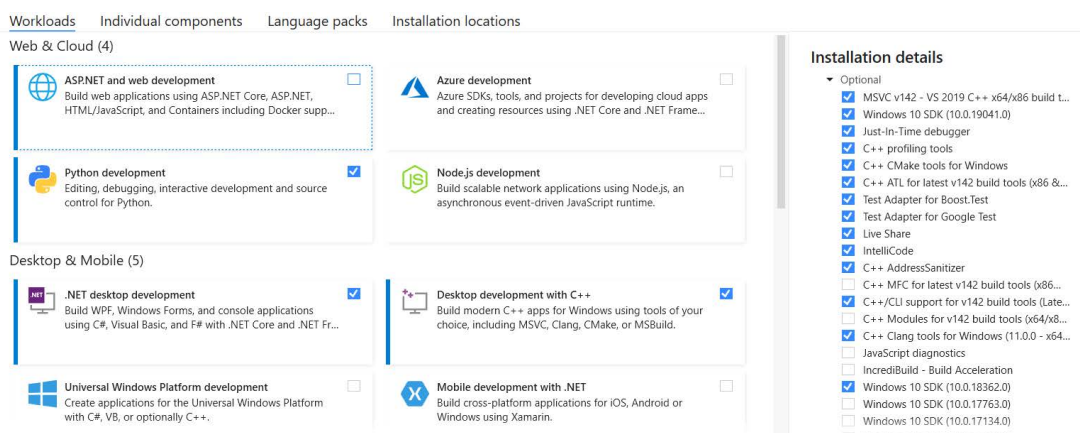 Workloads Individual components Language packs Installation locations
Web & Cloud (4)
ASP.NET and web development
Build web applications using ASP.NET Core, ASP.NET,
HTML/JavaScript, and Containers including Docker supp...
Azure development
Azure SDKs, tools, and projects for developing cloud apps
and creating resources using .NET Core and .NET Frame...
Python development
Editing, debugging, interactive development and source
control for Python.
Node.js development
Build scalable network applications using Node.js, an
asynchronous event-driven JavaScript runtime.
Desktop & Mobile (5)
.NET
.NET desktop development
Build WPF, Windows Forms, and console applications
using C#, Visual Basic, and F# with .NET Core and .NET Fr...
Desktop development with C++
Build modern C++ apps for Windows using tools of your
choice, including MSVC, Clang, CMake, or MSBuild.
Universal Windows Platform development
Create applications for the Universal Windows Platform
with C#, VB, or optionally C++.
Mobile development with .NET
Build cross-platform applications for iOS, Android or
Windows using Xamarin.
Installation details
Optional
MSVC v142 - VS 2019 C++ x64/x86 build t...
Windows 10 SDK (10.0.19041.0)
Just-In-Time debugger
C++ profiling tools
C++ CMake tools for Windows
C++ ATL for latest v142 build tools (x86 &...
Test Adapter for Boost.Test
Test Adapter for Google Test
Live Share
IntelliCode
C++ AddressSanitizer
C++ MFC for latest v142 build tools (x86...
C++/CLI support for v142 build tools (Late...
C++ Modules for v142 build tools (x64/x8...
C++ Clang tools for Windows (11.0.0 - x64...
JavaScript diagnostics
IncrediBuild - Build Acceleration
Windows 10 SDK (10.0.18362.0)
Windows 10 SDK (10.0.17763.0)
Windows 10 SDK (10.0.17134.0)